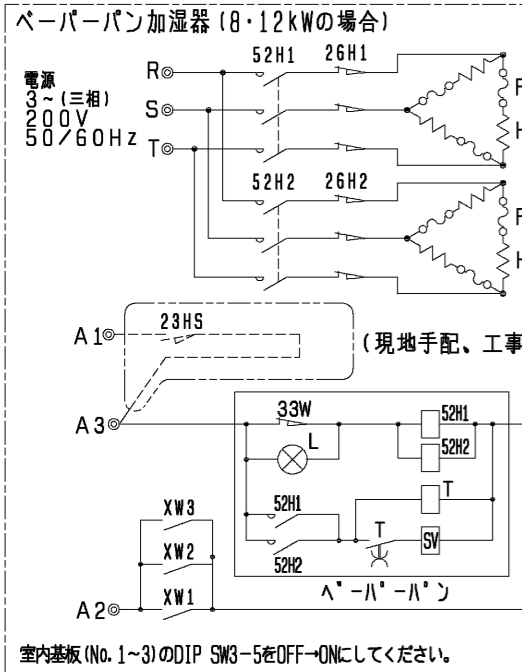 ペーパーパン加湿器(8・12kWの場合)
電源
3~(三相)
200V
50/60Hz
R
S
T
52H1
26H1
F
H
52H2
26H2
F
H
A1
23HS
(現地手配、工事
A3
33W
L
52H1
52H2
T
52H1
52H2
T
SV
ペーパーパン
XW3
XW2
XW1
A2
室内基板(No.1~3)のDIP SW3-5をOFF→ONにしてください。